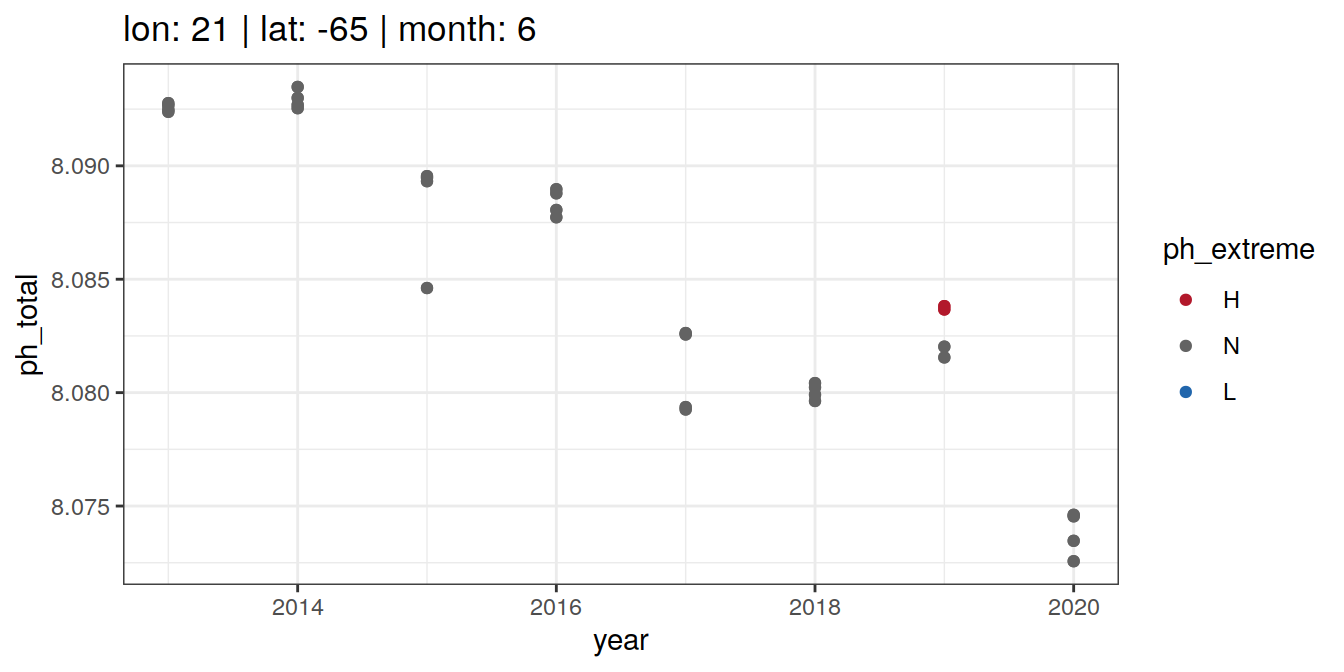 lon: 21 | lat: -65 | month: 6
8.090
8.085
8.080
8.075
ph_total
2014
2016
2018
2020
year
ph_extreme
H
N
L